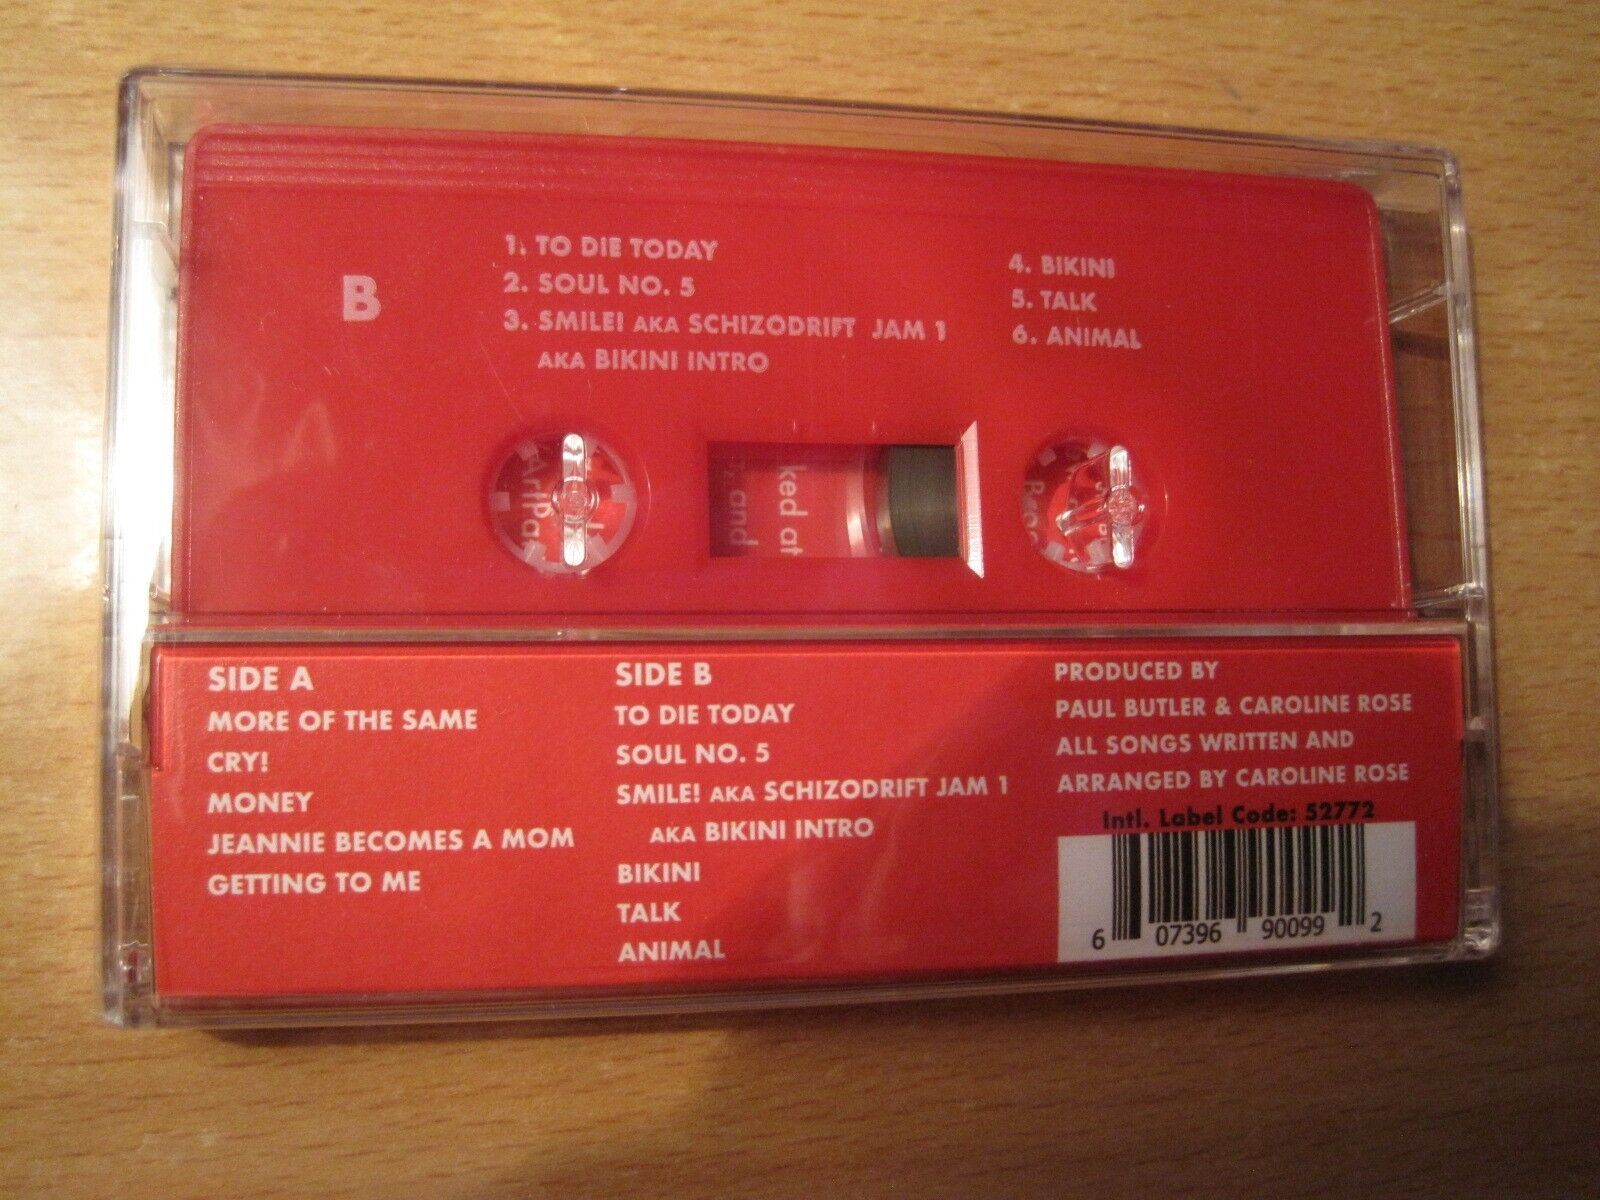 B
1. TO DIE TODAY
2. SOUL NO. 5
3. SMILE! AKA SCHIZODRIFT JAM 1
AKA BIKINI INTRO
4. BIKINI
5. TALK
6. ANIMAL
ked at
and
SIDE A
MORE OF THE SAME
CRY!
MONEY
JEANNIE BECOMES A MOM
GETTING TO ME
SIDE B
TO DIE TODAY
SOUL NO. 5
SMILE! AKA SCHIZODRIFT JAM 1
AKA BIKINI INTRO
BIKINI
TALK
ANIMAL
PRODUCED BY
PAUL BUTLER & CAROLINE ROSE
ALL SONGS WRITTEN AND
ARRANGED BY CAROLINE ROSE
Intl. Label Code: 52772
6 07396 90099 2